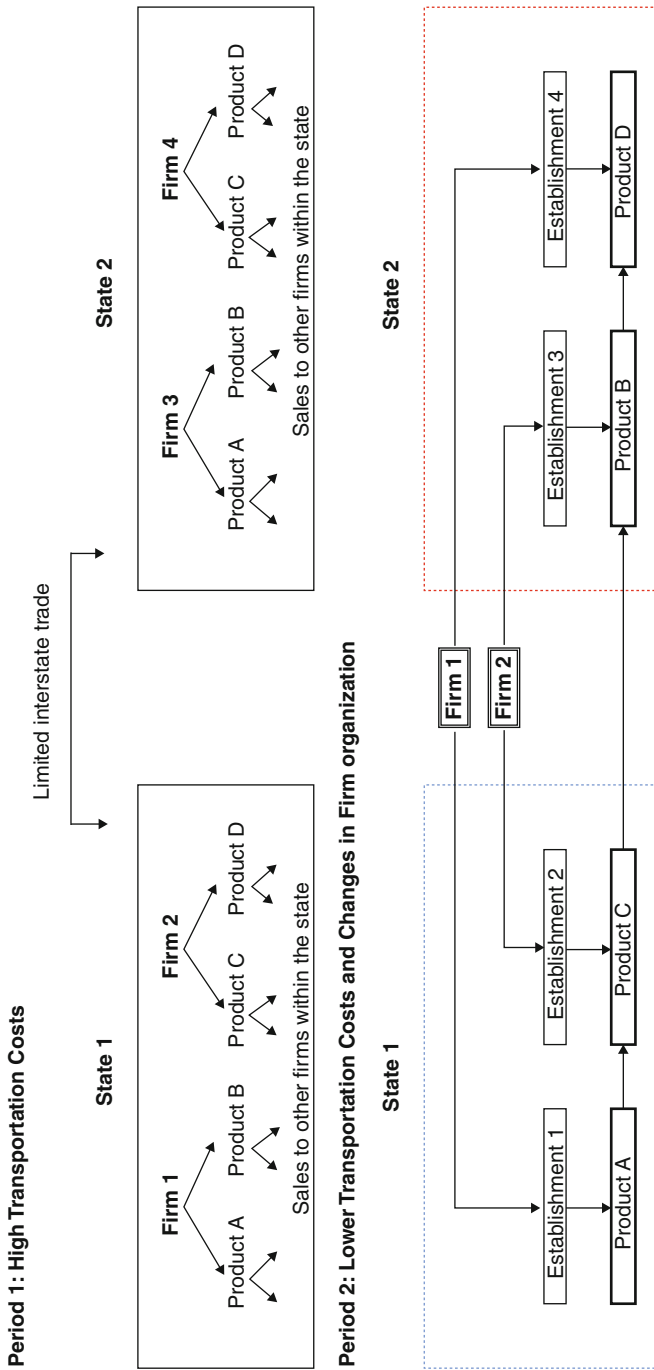 Period 1: High Transportation Costs
Limited interstate trade
State 1
State 2
Firm 1
Firm 2
Firm 3
Firm 4
Product A
Product B
Product C
Product D
Product A
Product B
Product C
Product D
Sales to other firms within the state
Sales to other firms within the state
Period 2: Lower Transportation Costs and Changes in Firm organization
State 1
State 2
Firm 1
Firm 2
Establishment 1
Establishment 2
Establishment 3
Establishment 4
Product A
Product C
Product B
Product D